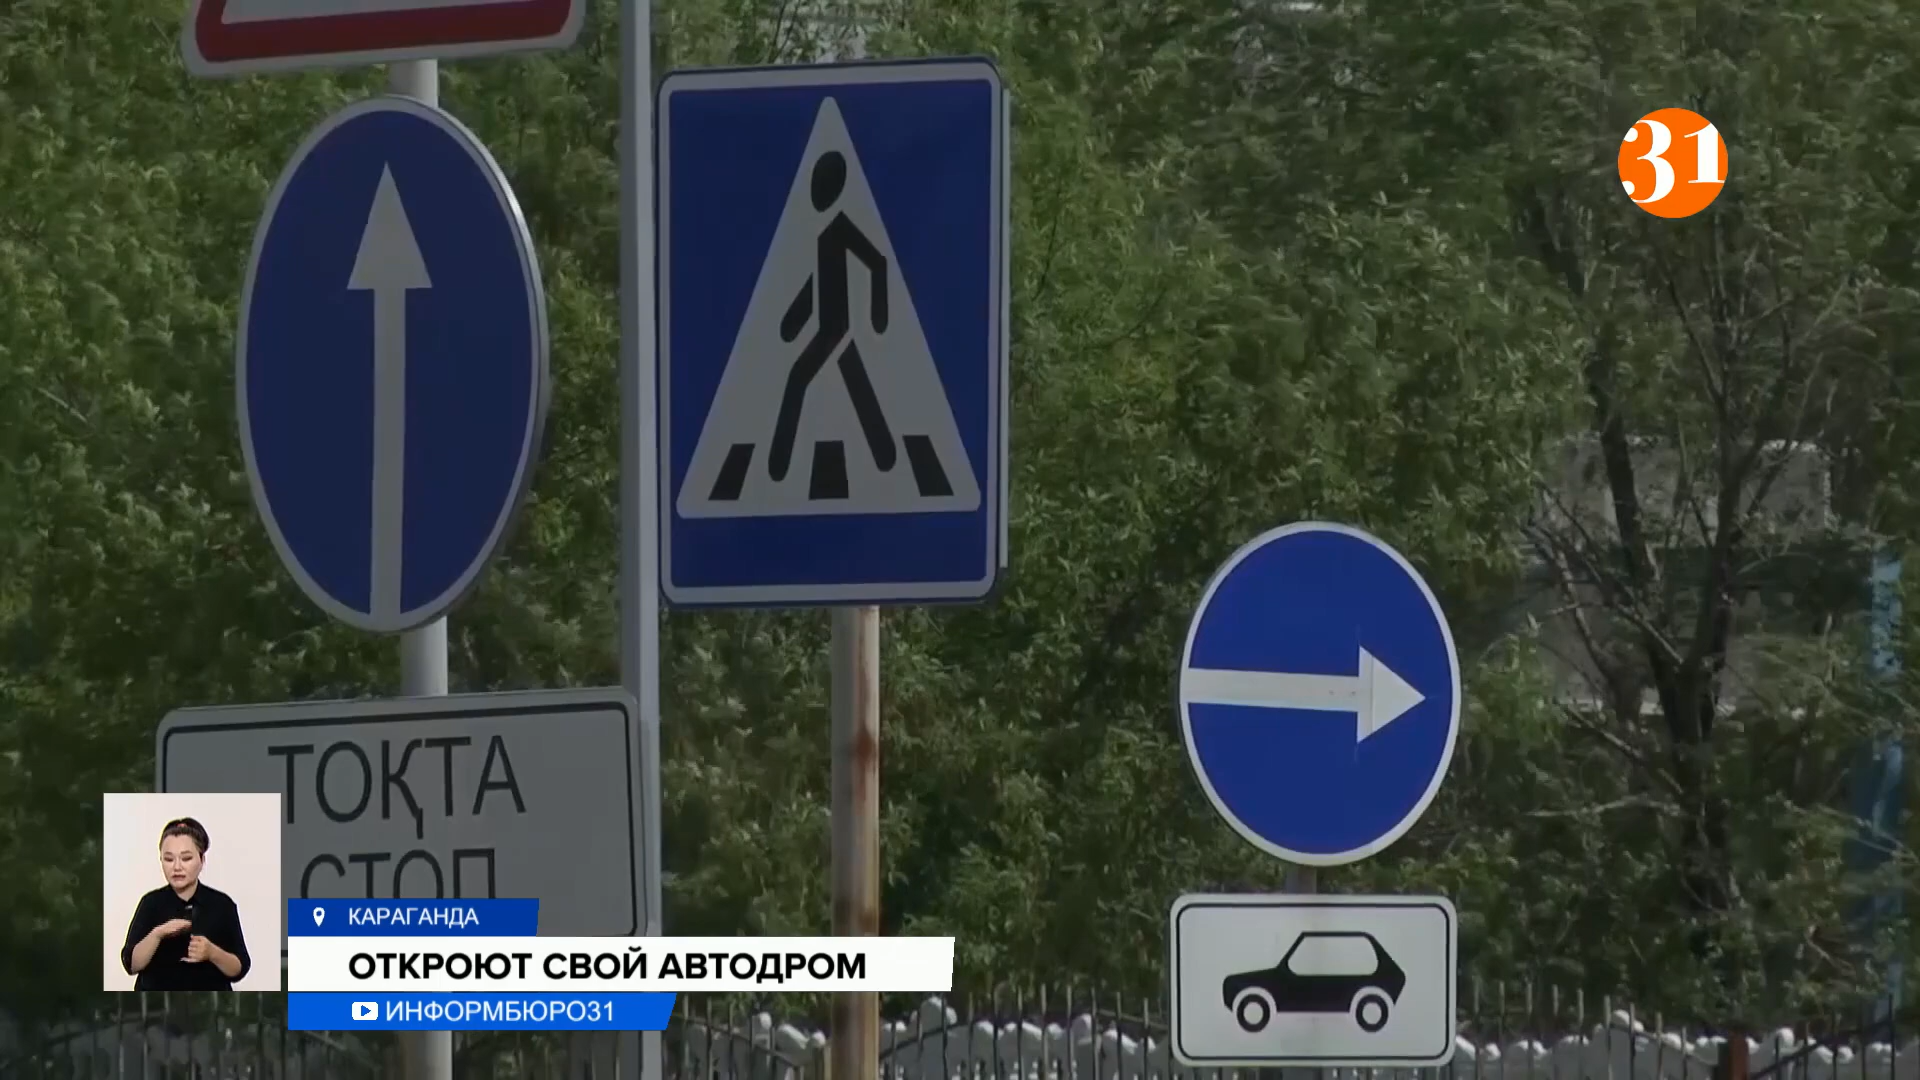 31
ТОҚТА
СТОП
КАРАГАНДА
ОТКРОЮТ СВОЙ АВТОДРОМ
ИНФОРМБЮРО31